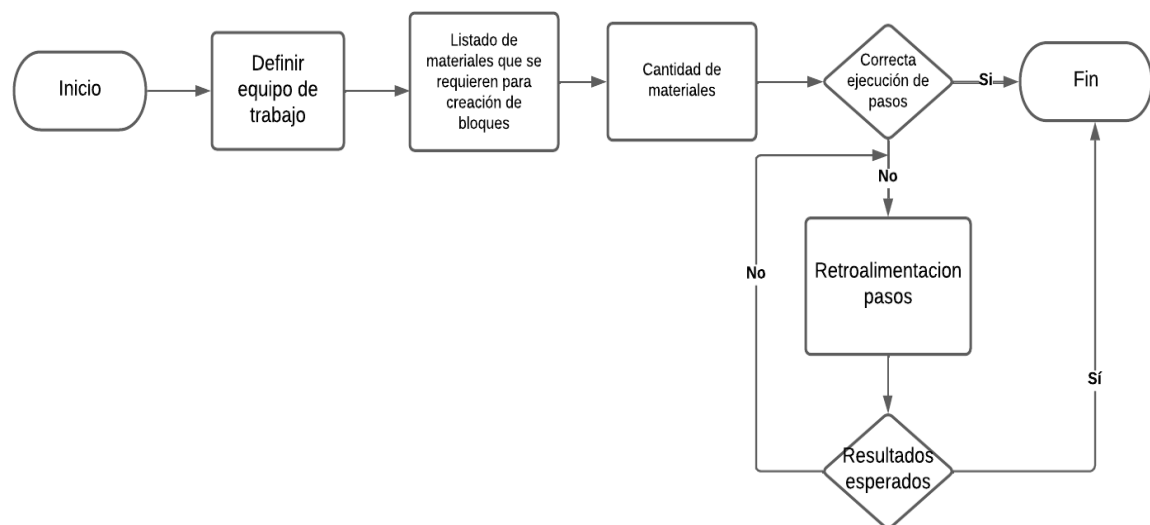 Inicio
Definir
equipo de
trabajo
Listado de
materiales que se
requieren para
creación de
bloques
Cantidad de
materiales
Correcta
ejecución de
pasos
Si
Fin
No
Retroalimentacion
pasos
No
Resultados
esperados
Sí